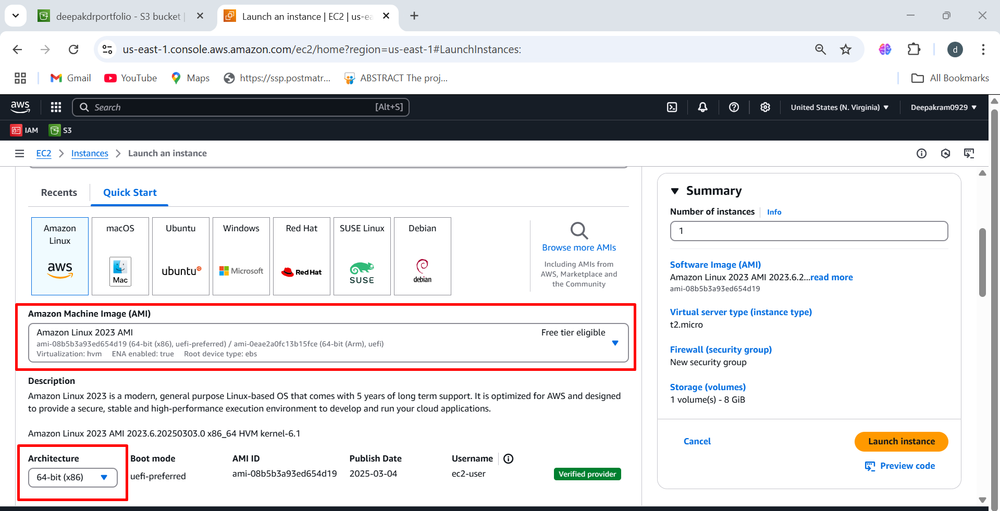 deepakdrportfolio - S3 bucket |
Launch an instance | EC2 | us-ea
us-east-1.console.aws.amazon.com/ec2/home?region=us-east-1#LaunchInstances:
d
Gmail
YouTube
Maps
https://ssp.postmatr...
ABSTRACT The proj...
All Bookmarks
aws
Search
[Alt+S]
United States (N. Virginia)
Deepakram0929
IAM
S3
EC2
Instances
Launch an instance
Recents
Quick Start
Amazon
Linux
aws
macOS
Mac
Ubuntu
ubuntu
Windows
Microsoft
Red Hat
Red Hat
SUSE Linux
SUSE
Debian
debian
Browse more AMIs
Including AMIs from
AWS, Marketplace and
the Community
Amazon Machine Image (AMI)
Amazon Linux 2023 AMI
Free tier eligible
ami-08b5b3a93ed654d19 (64-bit (x86), uefi-preferred) / ami-0eae2a0fc13b15fce (64-bit (Arm), uefi)
Virtualization: hvm ENA enabled: true Root device type: ebs
Description
Amazon Linux 2023 is a modern, general purpose Linux-based OS that comes with 5 years of long term support. It is optimized for AWS and designed
to provide a secure, stable and high-performance execution environment to develop and run your cloud applications.
Amazon Linux 2023 AMI 2023.6.20250303.0 x86_64 HVM kernel-6.1
Architecture
64-bit (x86)
Boot mode
uefi-preferred
AMI ID
ami-08b5b3a93ed654d19
Publish Date
2025-03-04
Username
ec2-user
Verified provider
Summary
Number of instances
Info
1
Software Image (AMI)
Amazon Linux 2023 AMI 2023.6.2...read more
ami-08b5b3a93ed654d19
Virtual server type (instance type)
t2.micro
Firewall (security group)
New security group
Storage (volumes)
1 volume(s) - 8 GiB
Cancel
Launch instance
Preview code